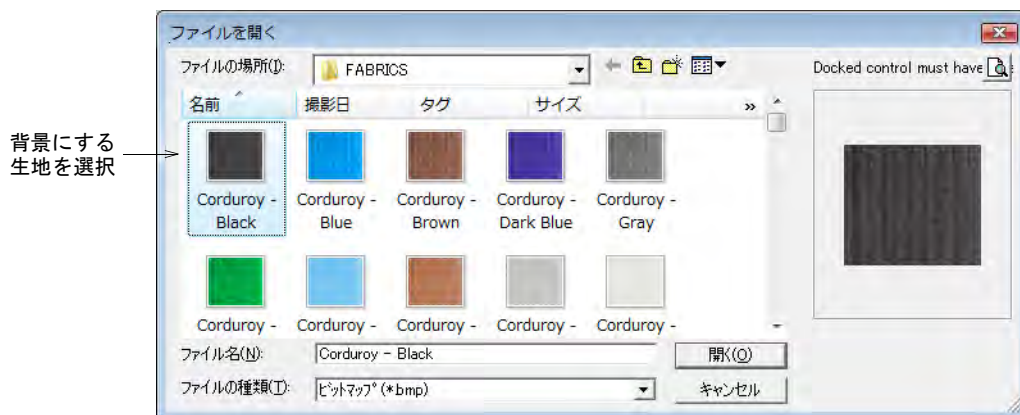 ファイルを開く
ファイルの場所(I):
FABRICS
Docked control must have
名前
撮影日
タグ
サイズ
»
背景にする
生地を選択
Corduroy -
Black
Corduroy -
Blue
Corduroy -
Brown
Corduroy -
Dark Blue
Corduroy -
Gray
Corduroy -
Corduroy -
Corduroy -
Corduroy -
Corduroy -
ファイル名(N):
Corduroy - Black
開く(O)
ファイルの種類(T):
ビットマップ(*.bmp)
キャンセル